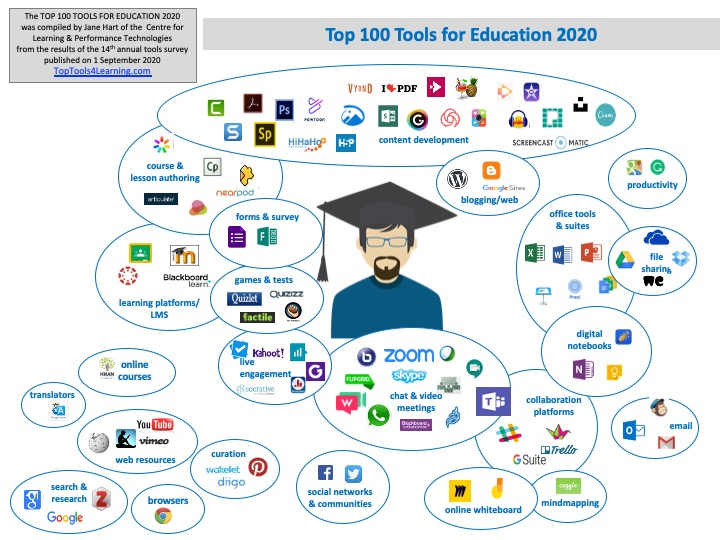 The TOP 100 TOOLS FOR EDUCATION 2020
was compiled by Jane Hart of the Centre for
Learning & Performance Technologies
from the results of the 14th annual tools survey
published on 1 September 2020
TopTools4Learning.com
Top 100 Tools for Education 2020
VYOND
I PDF
Ps
POWTOON
Canva
Sp
HiHaHo
H-P
content development
SCREENCAST MATIC
course &
lesson authoring
Cp
nearpod
articulate
Google Sites
blogging/web
productivity
forms & survey
office tools
& suites
file
sharing
we
Prezi
Blackboard
learn
learning platforms/
LMS
games & tests
Quizlet
QUIZIZZ
factile
digital
notebooks
Kahoot!
live
engagement
socrative
zoom
FLIPGRID
skype
chat & video
meetings
Blackboard
collaborate
collaboration
platforms
Trello
G Suite
online
courses
translators
YouTube
vimeo
web resources
curation
wakelet
diigo
email
search &
research
Google
browsers
social networks
& communities
online whiteboard
coggle
mindmapping